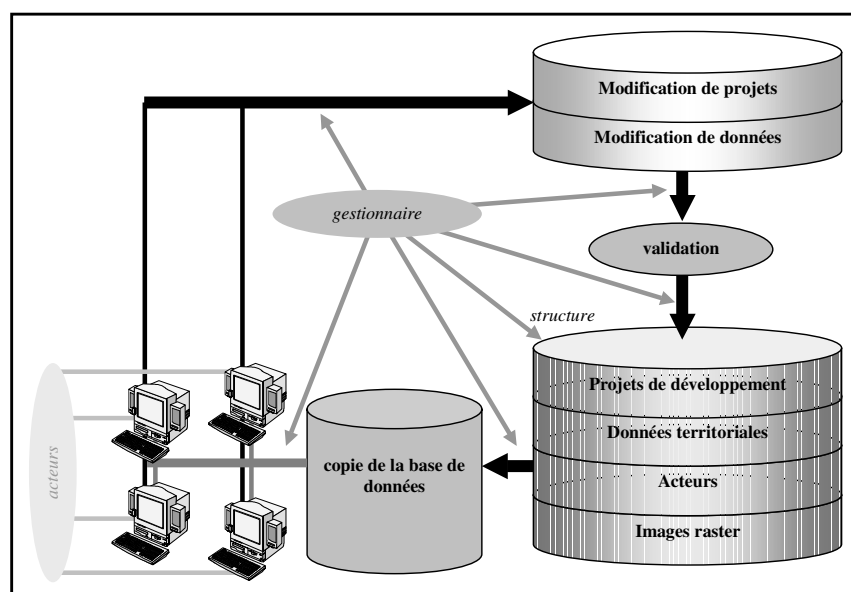 Modification de projets
Modification de données
gestionnaire
validation
structure
Projets de développement
Données territoriales
Acteurs
Images raster
copie de la base de
données
acteurs